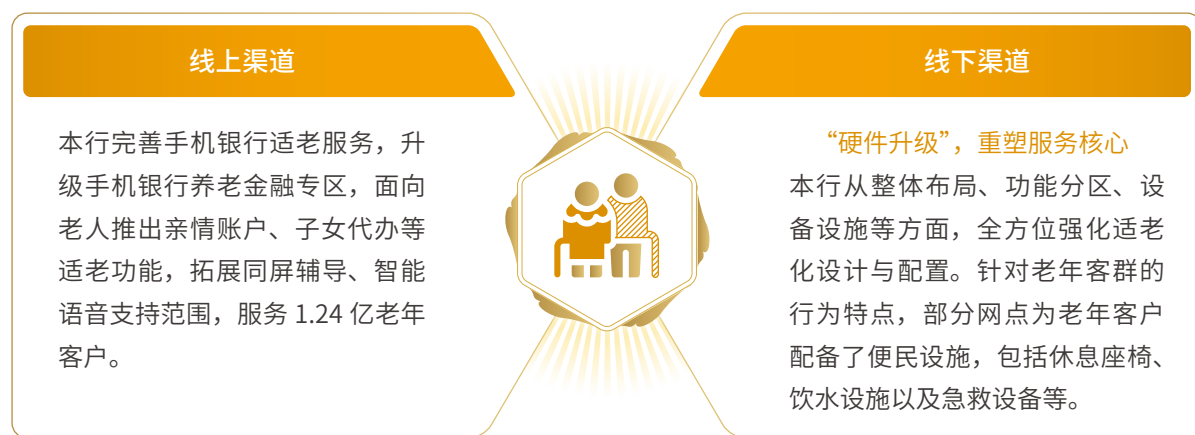 线上渠道
本行完善手机银行适老服务，升
级手机银行养老金融专区，面向
老人推出亲情账户、子女代办等
适老功能，拓展同屏辅导、智能
语音支持范围，服务 1.24 亿老年
客户。
线下渠道
“硬件升级”，重塑服务核心
本行从整体布局、功能分区、设
备设施等方面，全方位强化适老
化设计与配置。针对老年客群的
行为特点，部分网点为老年客户
配备了便民设施，包括休息座椅、
饮水设施以及急救设备等。